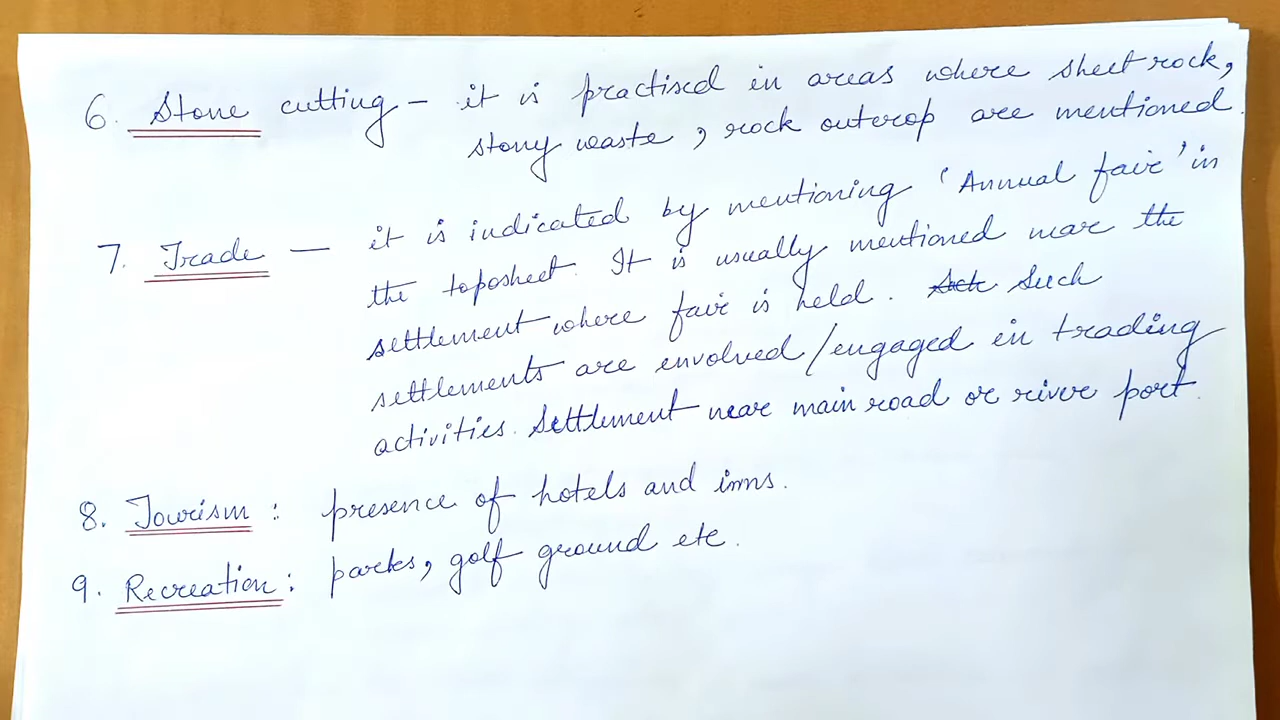 6. Stone cutting - it is practised in areas where sheet rock,
stony waste, rock outcrop are mentioned.
7. Trade - it is indicated by mentioning 'Annual fair' in
the toposheet. It is usually mentioned near the
settlement where fair is held. Such
settlements are involved/engaged in trading
activities. Settlement near main road or river port.
8. Tourism : presence of hotels and inns.
9. Recreation : parks, golf ground etc.